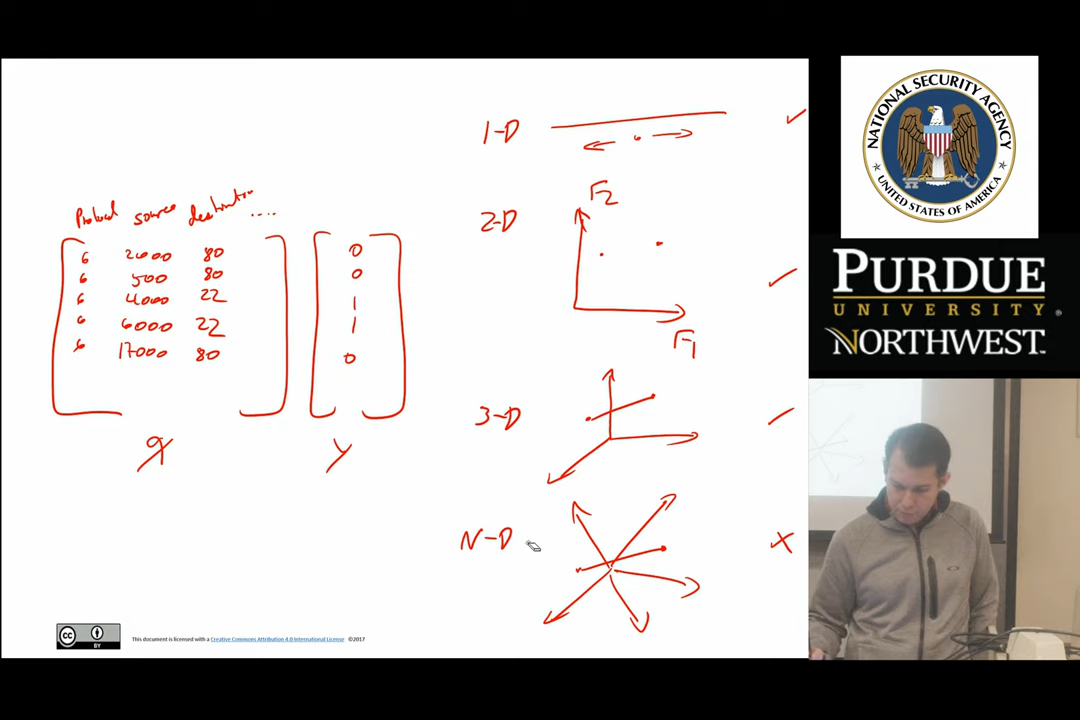 Protocol source destination ....
6 2000 80 0
6 500 80 0
6 4000 22 1
6 6000 22 1
6 17000 80 0
X y
1-D
2-D
F2
F1
3-D
N-D
CC BY
This document is licensed with a Creative Commons Attribution 4.0 International License ©2017
NATIONAL SECURITY AGENCY
UNITED STATES OF AMERICA
PURDUE
UNIVERSITY
NORTHWEST